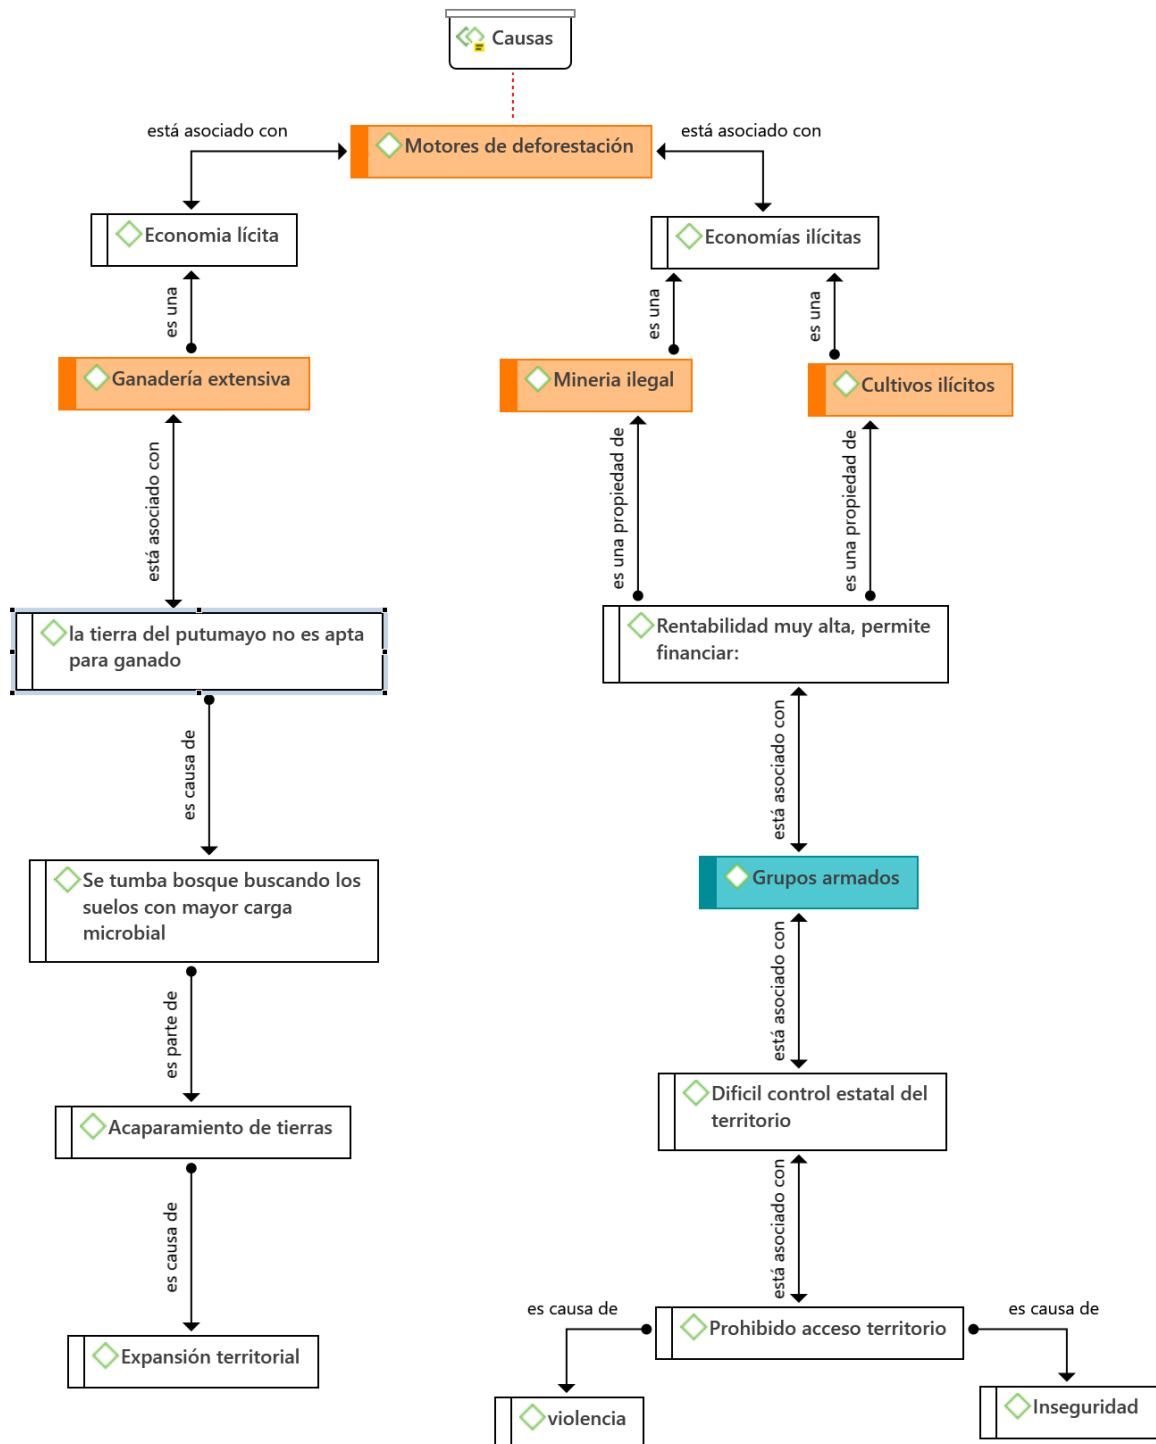 Causas
está asociado con
Motores de deforestación
está asociado con
Economia lícita
Economías ilícitas
es una
es una
es una
Ganadería extensiva
Mineria ilegal
Cultivos ilícitos
está asociado con
es una propiedad de
es una propiedad de
la tierra del putumayo no es apta
para ganado
Rentabilidad muy alta, permite
financiar:
es causa de
está asociado con
Se tumba bosque buscando los
suelos con mayor carga
microbial
Grupos armados
es parte de
está asociado con
Acaparamiento de tierras
Dificil control estatal del
territorio
es causa de
está asociado con
Expansión territorial
es causa de
Prohibido acceso territorio
es causa de
violencia
Inseguridad